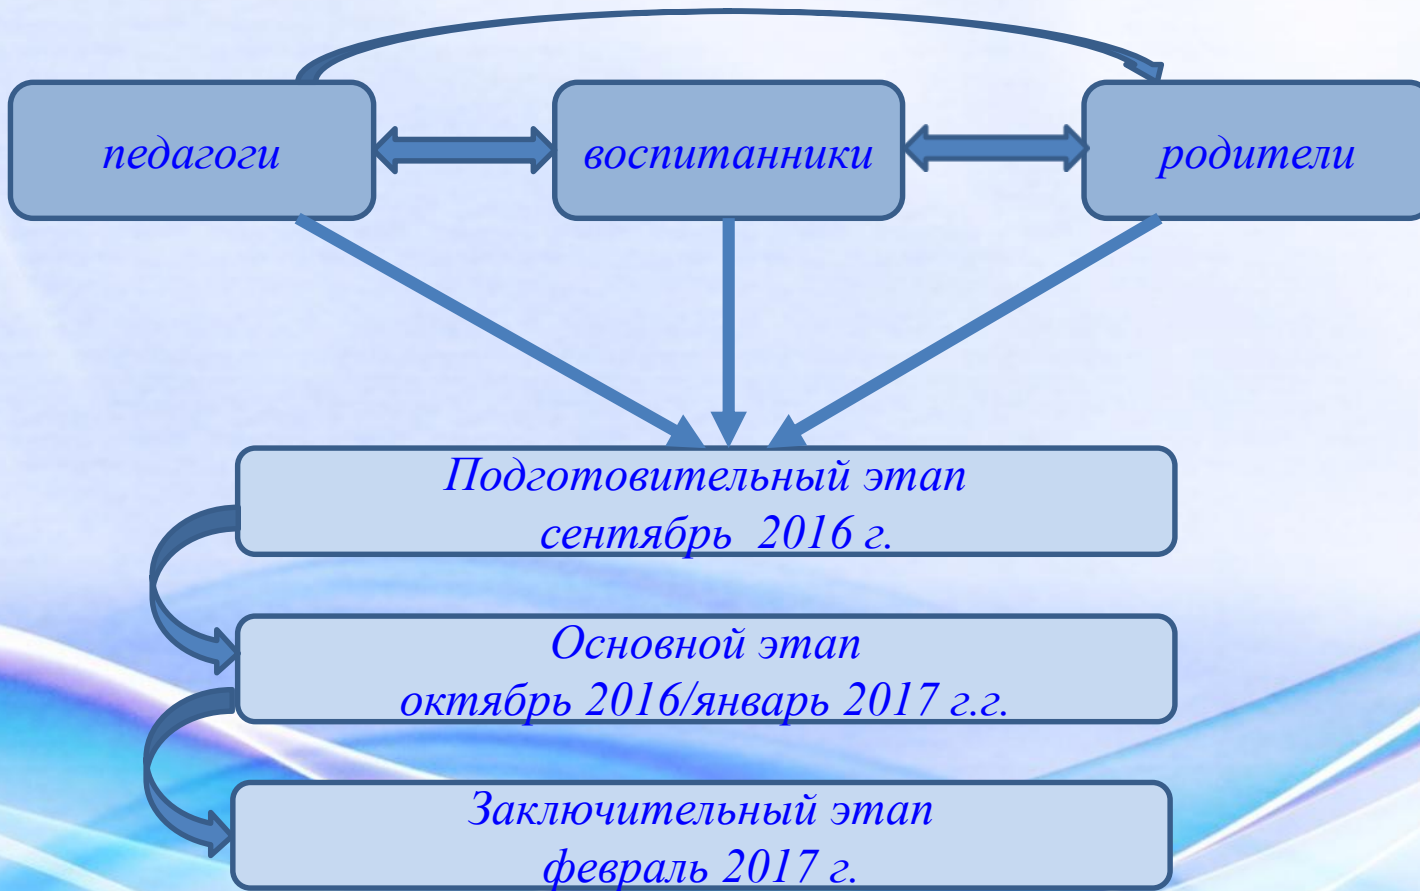 педагоги
воспитанники
родители
Подготовительный этап
сентябрь 2016 г.
Основной этап
октябрь 2016/январь 2017 г.г.
Заключительный этап
февраль 2017 г.